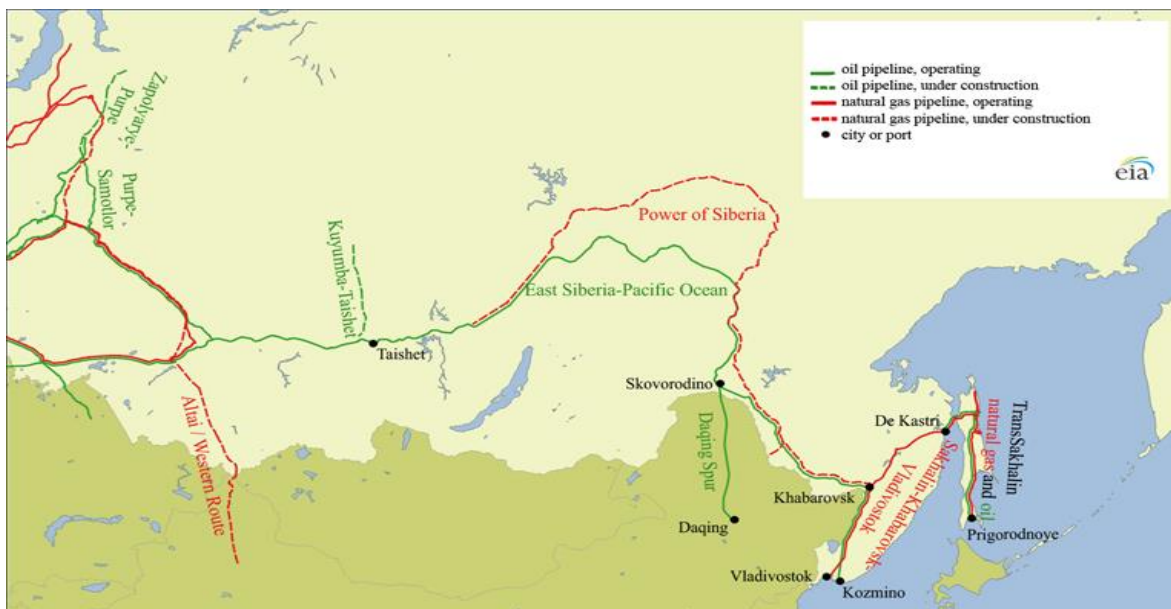 oil pipeline, operating
oil pipeline, under construction
natural gas pipeline, operating
natural gas pipeline, under construction
city or port
eia
Zapolyarye-
Purpe
Purpe-
Samotlor
Kuyumba-Taishet
Taishet
Altai / Western Route
Power of Siberia
East Siberia-Pacific Ocean
Skovorodino
Daqing Spur
Daqing
De Kastri
Khabarovsk
Sakhalin-Khabarovsk-
Vladivostok
TransSakhalin
natural gas and oil
Prigorodnoye
Vladivostok
Kozmino